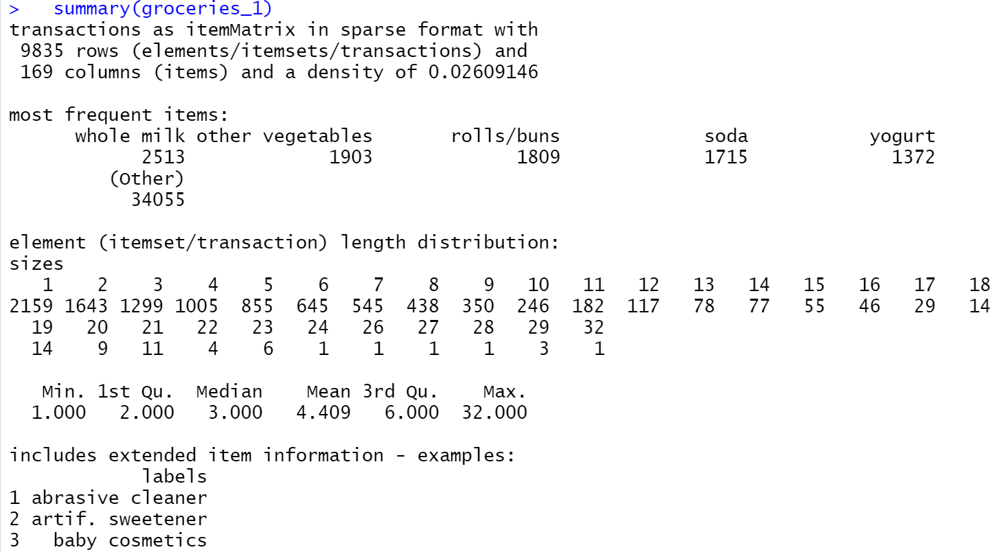 >   summary(groceries_1)
transactions as itemMatrix in sparse format with
 9835 rows (elements/itemsets/transactions) and
 169 columns (items) and a density of 0.02609146

most frequent items:
      whole milk other vegetables       rolls/buns             soda           yogurt
            2513             1903             1809             1715             1372
         (Other)
           34055

element (itemset/transaction) length distribution:
sizes
   1    2    3    4    5    6    7    8    9   10   11   12   13   14   15   16   17   18
2159 1643 1299 1005  855  645  545  438  350  246  182  117   78   77   55   46   29   14
  19   20   21   22   23   24   26   27   28   29   32
  14    9   11    4    6    1    1    1    1    3    1

   Min. 1st Qu.  Median    Mean 3rd Qu.    Max.
  1.000   2.000   3.000   4.409   6.000  32.000

includes extended item information - examples:
            labels
1 abrasive cleaner
2 artif. sweetener
3   baby cosmetics